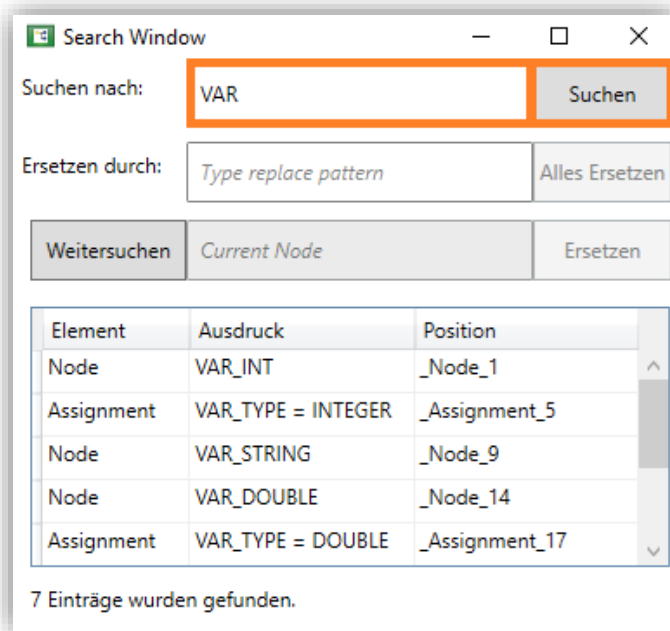 Search Window
Suchen nach: VAR Suchen
Ersetzen durch: Type replace pattern Alles Ersetzen
Weitersuchen Current Node Ersetzen
Element Ausdruck Position
Node VAR_INT _Node_1
Assignment VAR_TYPE = INTEGER _Assignment_5
Node VAR_STRING _Node_9
Node VAR_DOUBLE _Node_14
Assignment VAR_TYPE = DOUBLE _Assignment_17
7 Einträge wurden gefunden.